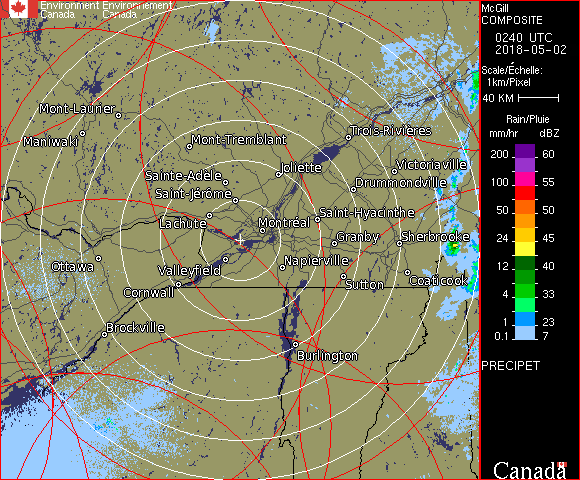 Environment Environnement
Canada Canada
McGill
COMPOSITE
0240 UTC
2018-05-02
Scale/Échelle:
1km/Pixel
40 KM
Rain/Pluie
mm/hr dBZ
200 60
100 55
50 50
24 45
12 40
4 33
1 23
0.1 7
PRECIPET
Canada
Mont-Laurier
Maniwaki
Mont-Tremblant
Trois-Rivières
Joliette
Victoriaville
Sainte-Adèle
Drummondville
Saint-Jérôme
Saint-Hyacinthe
Lachute
Montréal
Granby
Sherbrooke
Ottawa
Valleyfield
Napierville
Cornwall
Sutton
Coaticook
Brockville
Burlington